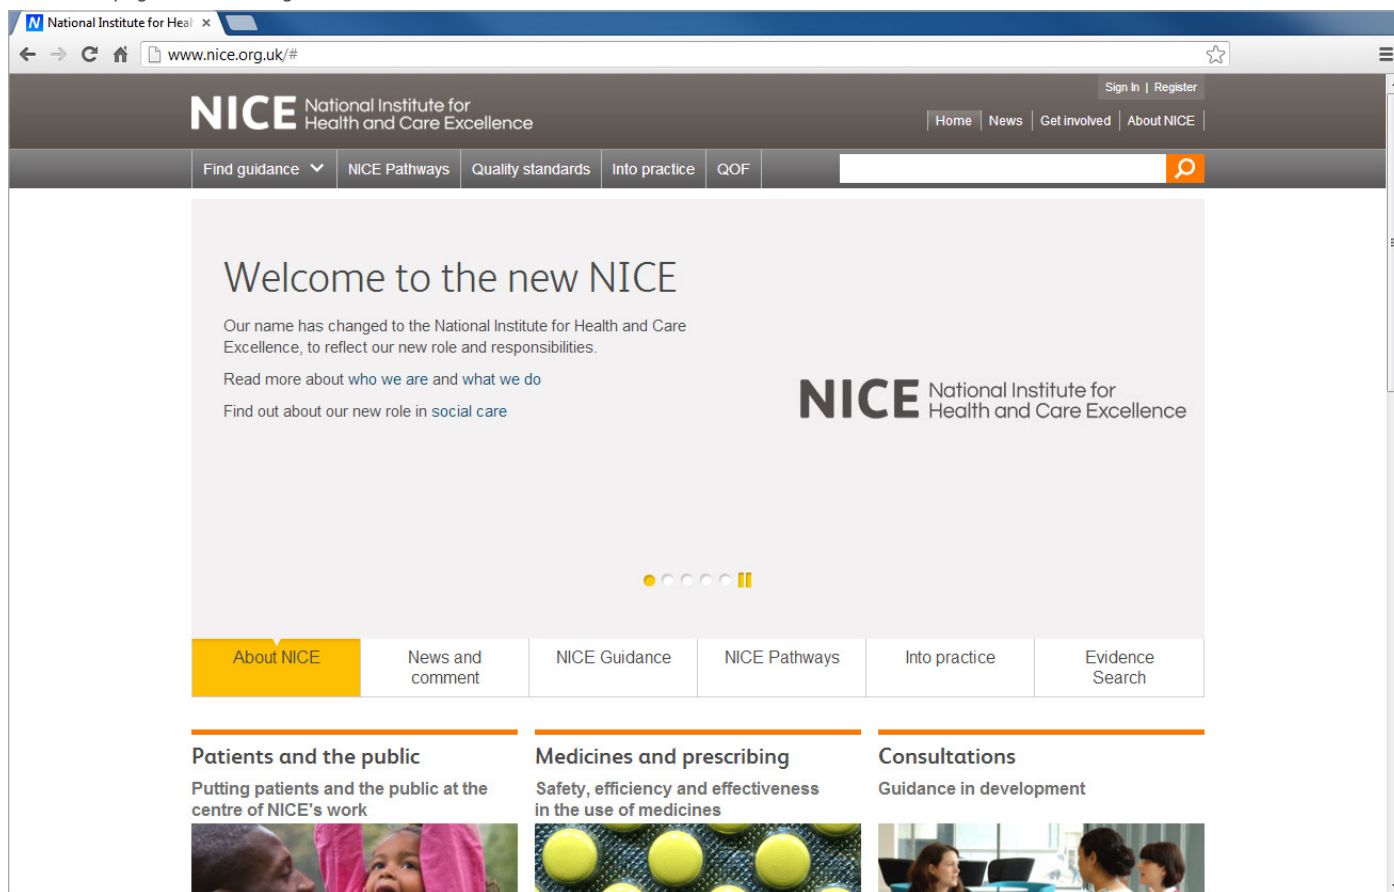 National Institute for Heal
www.nice.org.uk/#
Sign In | Register
NICE National Institute for
Health and Care Excellence
Home
News
Get involved
About NICE
Find guidance
NICE Pathways
Quality standards
Into practice
QOF
Welcome to the new NICE
Our name has changed to the National Institute for Health and Care
Excellence, to reflect our new role and responsibilities.
Read more about who we are and what we do
Find out about our new role in social care
NICE National Institute for
Health and Care Excellence
About NICE
News and
comment
NICE Guidance
NICE Pathways
Into practice
Evidence
Search
Patients and the public
Putting patients and the public at the
centre of NICE's work
Medicines and prescribing
Safety, efficiency and effectiveness
in the use of medicines
Consultations
Guidance in development